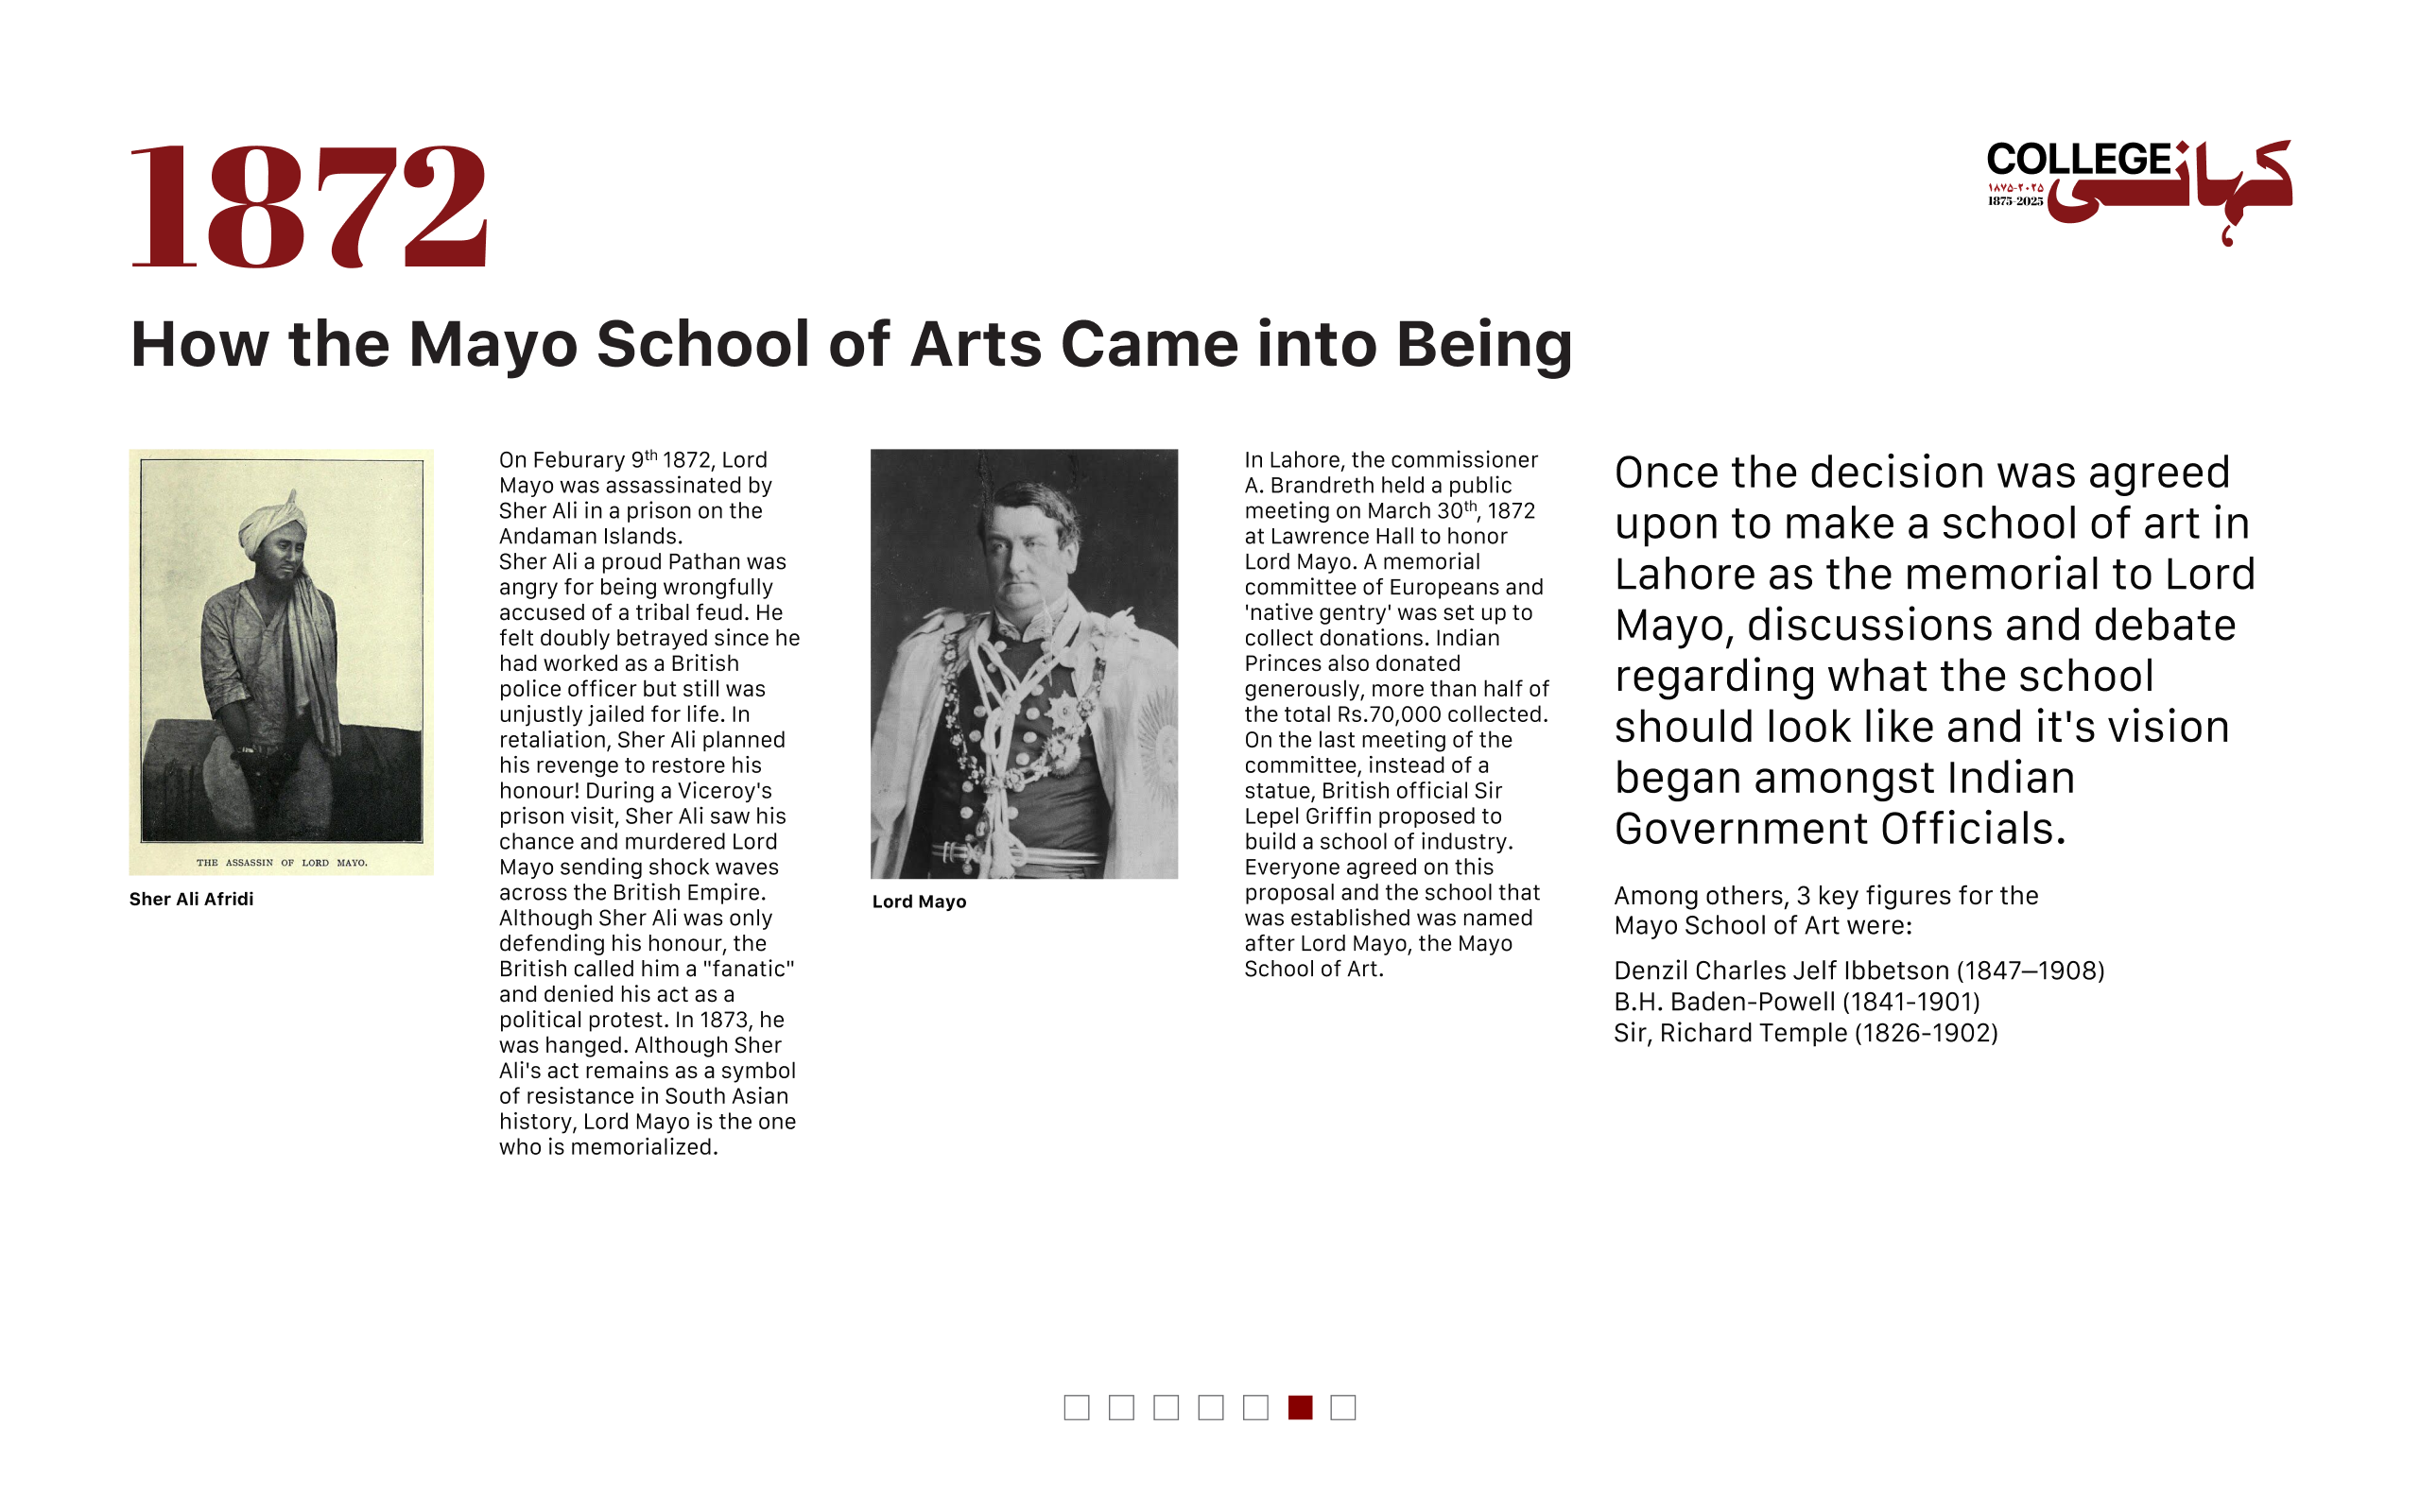 1872
COLLEGE کہانی
۱۸۷۵-۲۰۲۵
1875-2025
How the Mayo School of Arts Came into Being
THE ASSASSIN OF LORD MAYO.
Sher Ali Afridi
On Feburary 9th 1872, Lord
Mayo was assassinated by
Sher Ali in a prison on the
Andaman Islands.
Sher Ali a proud Pathan was
angry for being wrongfully
accused of a tribal feud. He
felt doubly betrayed since he
had worked as a British
police officer but still was
unjustly jailed for life. In
retaliation, Sher Ali planned
his revenge to restore his
honour! During a Viceroy's
prison visit, Sher Ali saw his
chance and murdered Lord
Mayo sending shock waves
across the British Empire.
Although Sher Ali was only
defending his honour, the
British called him a "fanatic"
and denied his act as a
political protest. In 1873, he
was hanged. Although Sher
Ali's act remains as a symbol
of resistance in South Asian
history, Lord Mayo is the one
who is memorialized.
Lord Mayo
In Lahore, the commissioner
A. Brandreth held a public
meeting on March 30th, 1872
at Lawrence Hall to honor
Lord Mayo. A memorial
committee of Europeans and
'native gentry' was set up to
collect donations. Indian
Princes also donated
generously, more than half of
the total Rs.70,000 collected.
On the last meeting of the
committee, instead of a
statue, British official Sir
Lepel Griffin proposed to
build a school of industry.
Everyone agreed on this
proposal and the school that
was established was named
after Lord Mayo, the Mayo
School of Art.
Once the decision was agreed
upon to make a school of art in
Lahore as the memorial to Lord
Mayo, discussions and debate
regarding what the school
should look like and it's vision
began amongst Indian
Government Officials.
Among others, 3 key figures for the
Mayo School of Art were:
Denzil Charles Jelf Ibbetson (1847–1908)
B.H. Baden-Powell (1841-1901)
Sir, Richard Temple (1826-1902)